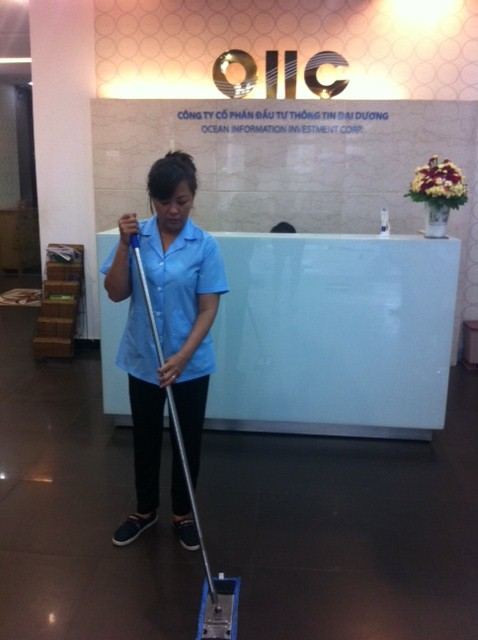 OIIC
CÔNG TY CỔ PHẦN ĐẦU TƯ THÔNG TIN ĐẠI DƯƠNG
OCEAN INFORMATION INVESTMENT CORP.